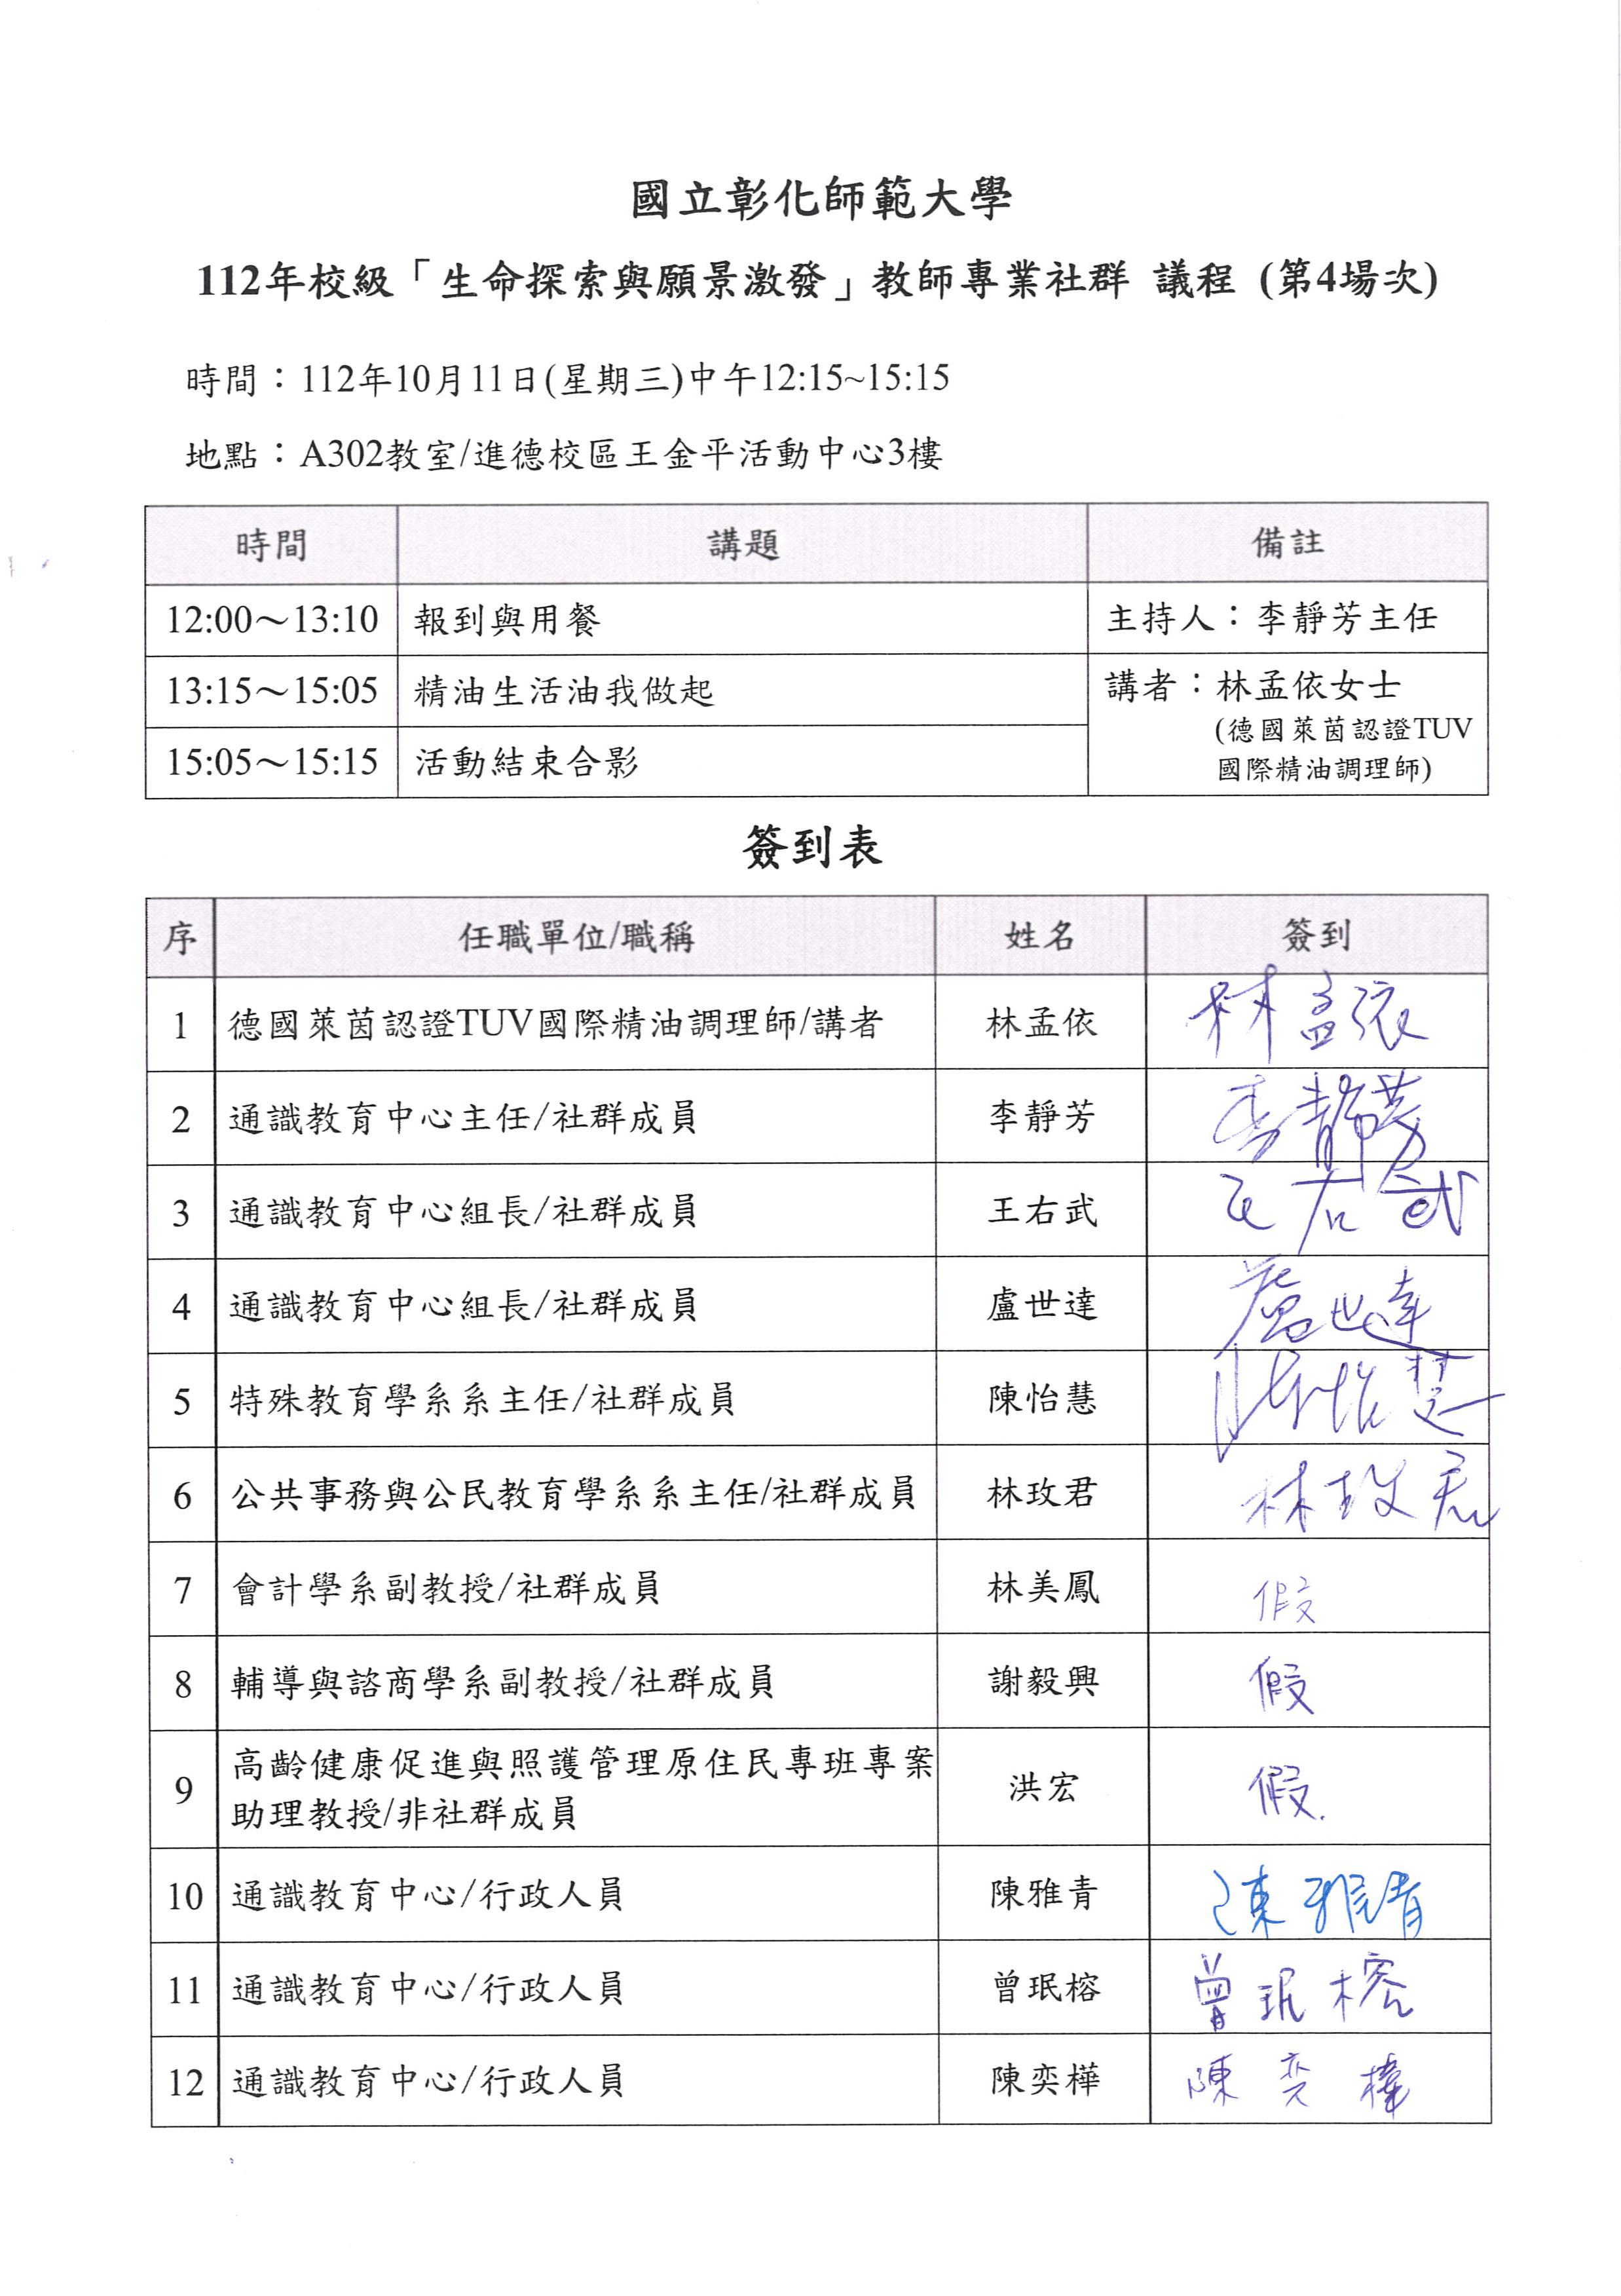 國立彰化師範大學
112年校級「生命探索與願景激發」教師專業社群 議程 (第4場次)
時間：112年10月11日(星期三)中午12:15~15:15
地點：A302教室/進德校區王金平活動中心3樓
時間 講題 備註
12:00～13:10 報到與用餐 主持人：李靜芳主任
13:15～15:05 精油生活油我做起 講者：林孟依女士
(德國萊茵認證TUV
國際精油調理師)
15:05～15:15 活動結束合影
簽到表
序 任職單位/職稱 姓名 簽到
1 德國萊茵認證TUV國際精油調理師/講者 林孟依 林孟依
2 通識教育中心主任/社群成員 李靜芳 李靜芳
3 通識教育中心組長/社群成員 王右武 王右武
4 通識教育中心組長/社群成員 盧世達 盧世達
5 特殊教育學系系主任/社群成員 陳怡慧 陳怡慧
6 公共事務與公民教育學系系主任/社群成員 林玫君 林玫君
7 會計學系副教授/社群成員 林美鳳 假
8 輔導與諮商學系副教授/社群成員 謝毅興 假
9 高齡健康促進與照護管理原住民專班專案
助理教授/非社群成員 洪宏 假
10 通識教育中心/行政人員 陳雅青 陳雅青
11 通識教育中心/行政人員 曾珉榕 曾珉榕
12 通識教育中心/行政人員 陳奕樺 陳奕樺